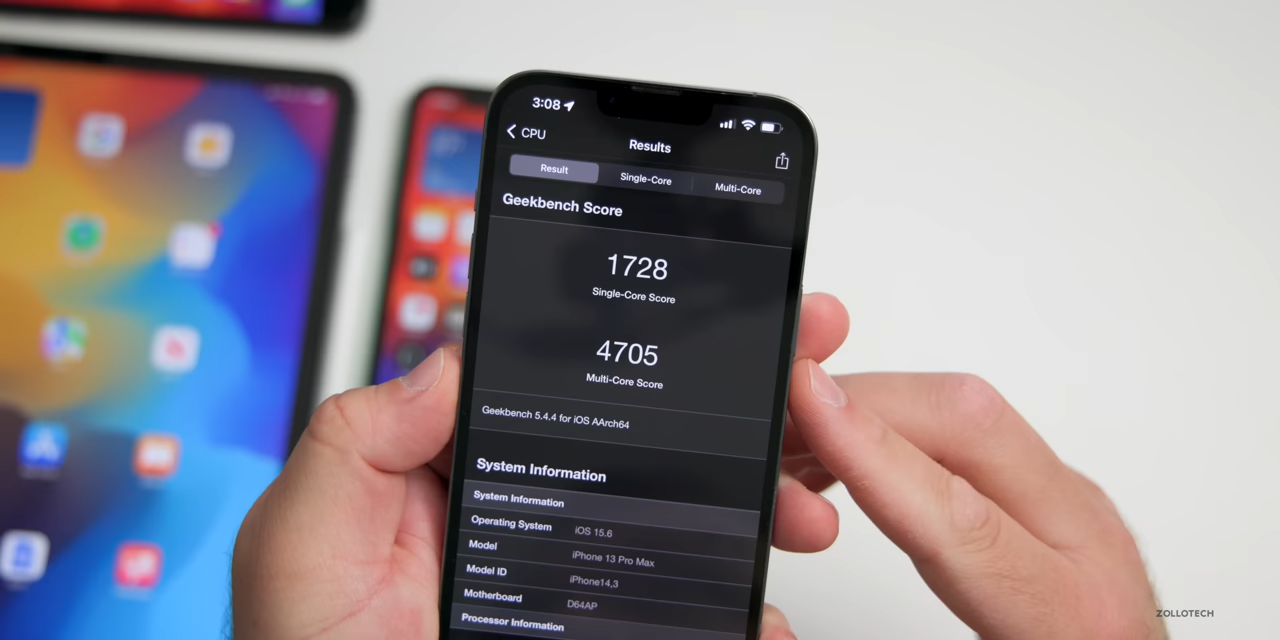 3:08
CPU
Results
Result Single-Core Multi-Core
Geekbench Score
1728
Single-Core Score
4705
Multi-Core Score
Geekbench 5.4.4 for iOS AArch64
System Information
System Information
Operating System iOS 15.6
Model iPhone 13 Pro Max
Model ID iPhone14,3
Motherboard D64AP
Processor Information
ZOLLOTECH